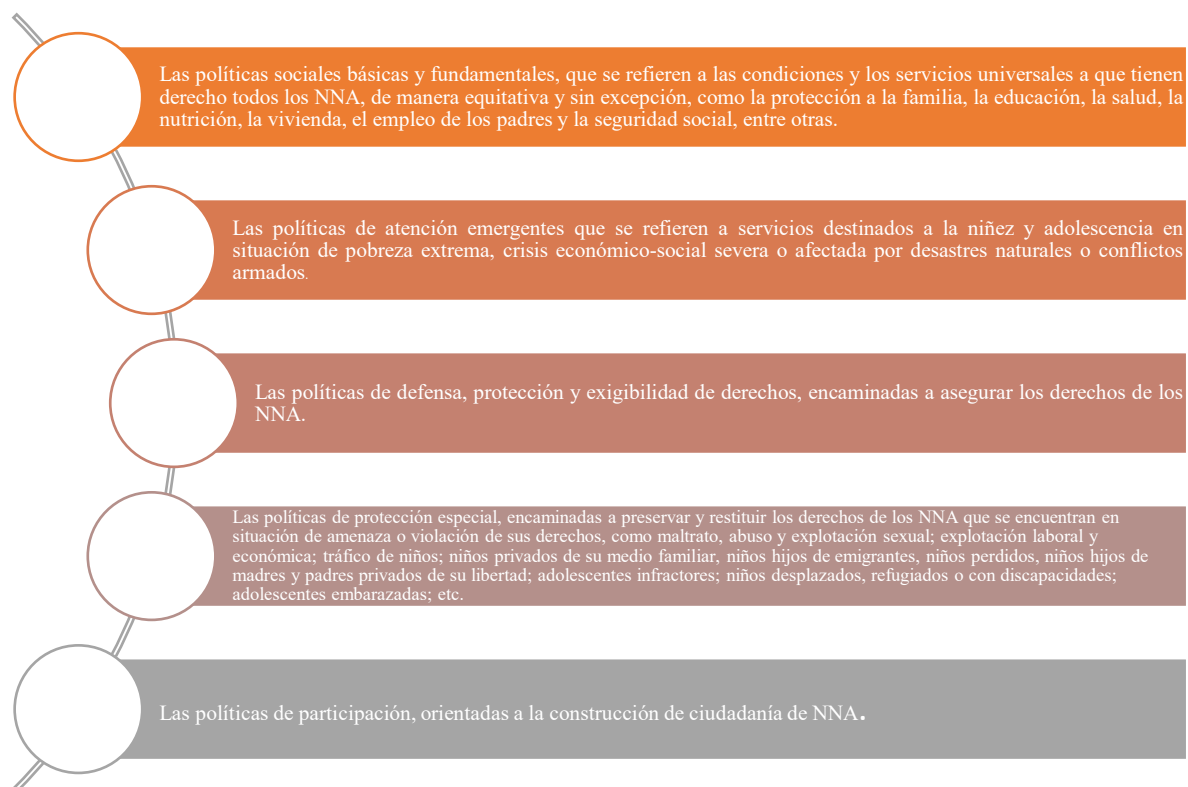 Las políticas sociales básicas y fundamentales, que se refieren a las condiciones y los servicios universales a que tienen
derecho todos los NNA, de manera equitativa y sin excepción, como la protección a la familia, la educación, la salud, la
nutrición, la vivienda, el empleo de los padres y la seguridad social, entre otras.
Las políticas de atención emergentes que se refieren a servicios destinados a la niñez y adolescencia en
situación de pobreza extrema, crisis económico-social severa o afectada por desastres naturales o conflictos
armados.
Las políticas de defensa, protección y exigibilidad de derechos, encaminadas a asegurar los derechos de los
NNA.
Las políticas de protección especial, encaminadas a preservar y restituir los derechos de los NNA que se encuentran en
situación de amenaza o violación de sus derechos, como maltrato, abuso y explotación sexual; explotación laboral y
económica; tráfico de niños; niños privados de su medio familiar, niños hijos de emigrantes, niños perdidos, niños hijos de
madres y padres privados de su libertad; adolescentes infractores; niños desplazados, refugiados o con discapacidades;
adolescentes embarazadas; etc.
Las políticas de participación, orientadas a la construcción de ciudadanía de NNA.